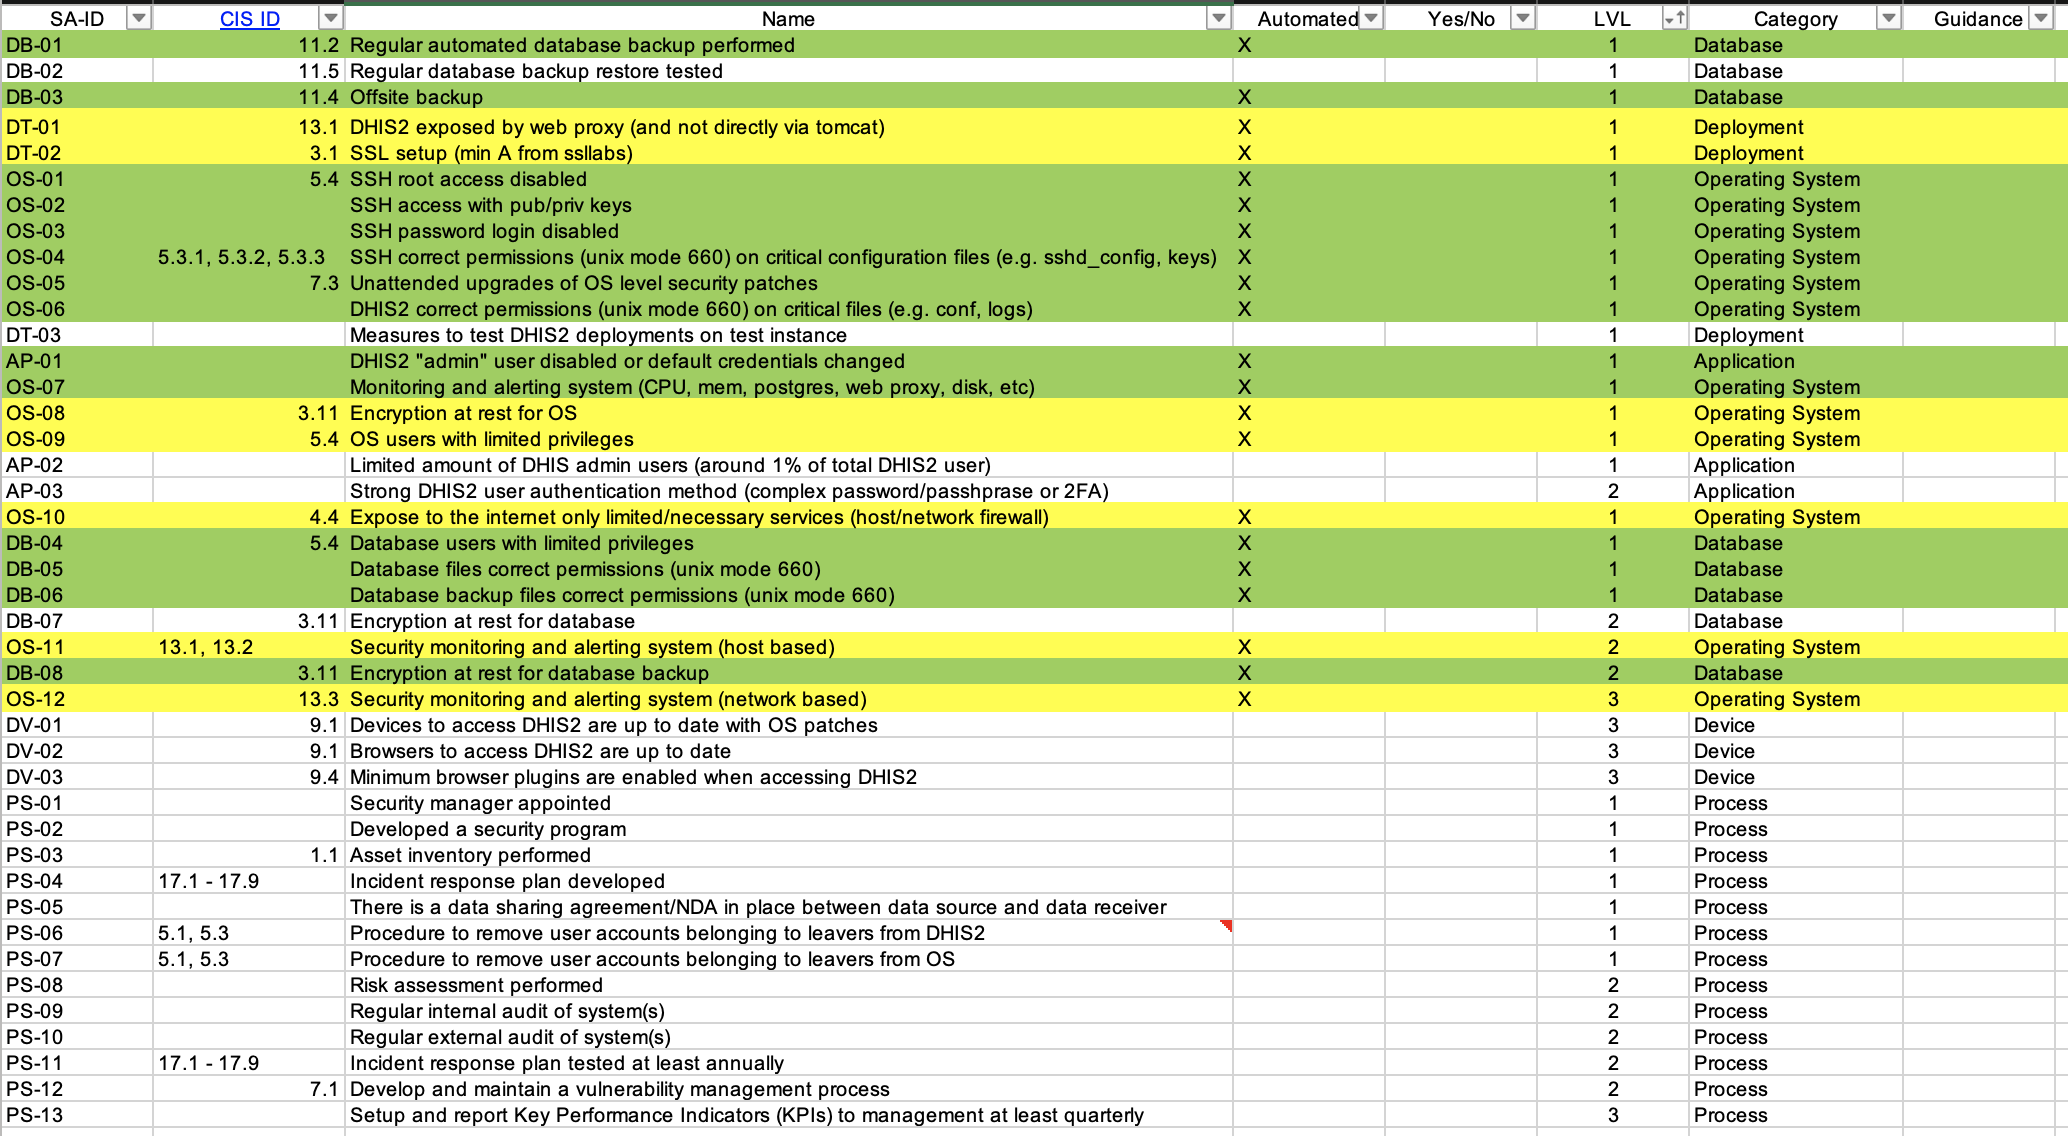 SA-ID CIS ID Name Automated Yes/No LVL Category Guidance
DB-01 11.2 Regular automated database backup performed X 1 Database
DB-02 11.5 Regular database backup restore tested 1 Database
DB-03 11.4 Offsite backup X 1 Database
DT-01 13.1 DHIS2 exposed by web proxy (and not directly via tomcat) X 1 Deployment
DT-02 3.1 SSL setup (min A from ssllabs) X 1 Deployment
OS-01 5.4 SSH root access disabled X 1 Operating System
OS-02 SSH access with pub/priv keys X 1 Operating System
OS-03 SSH password login disabled X 1 Operating System
OS-04 5.3.1, 5.3.2, 5.3.3 SSH correct permissions (unix mode 660) on critical configuration files (e.g. sshd_config, keys) X 1 Operating System
OS-05 7.3 Unattended upgrades of OS level security patches X 1 Operating System
OS-06 DHIS2 correct permissions (unix mode 660) on critical files (e.g. conf, logs) X 1 Operating System
DT-03 Measures to test DHIS2 deployments on test instance 1 Deployment
AP-01 DHIS2 "admin" user disabled or default credentials changed X 1 Application
OS-07 Monitoring and alerting system (CPU, mem, postgres, web proxy, disk, etc) X 1 Operating System
OS-08 3.11 Encryption at rest for OS X 1 Operating System
OS-09 5.4 OS users with limited privileges X 1 Operating System
AP-02 Limited amount of DHIS admin users (around 1% of total DHIS2 user) 1 Application
AP-03 Strong DHIS2 user authentication method (complex password/passhprase or 2FA) 2 Application
OS-10 4.4 Expose to the internet only limited/necessary services (host/network firewall) X 1 Operating System
DB-04 5.4 Database users with limited privileges X 1 Database
DB-05 Database files correct permissions (unix mode 660) X 1 Database
DB-06 Database backup files correct permissions (unix mode 660) X 1 Database
DB-07 3.11 Encryption at rest for database 2 Database
OS-11 13.1, 13.2 Security monitoring and alerting system (host based) X 2 Operating System
DB-08 3.11 Encryption at rest for database backup X 2 Database
OS-12 13.3 Security monitoring and alerting system (network based) X 3 Operating System
DV-01 9.1 Devices to access DHIS2 are up to date with OS patches 3 Device
DV-02 9.1 Browsers to access DHIS2 are up to date 3 Device
DV-03 9.4 Minimum browser plugins are enabled when accessing DHIS2 3 Device
PS-01 Security manager appointed 1 Process
PS-02 Developed a security program 1 Process
PS-03 1.1 Asset inventory performed 1 Process
PS-04 17.1 - 17.9 Incident response plan developed 1 Process
PS-05 There is a data sharing agreement/NDA in place between data source and data receiver 1 Process
PS-06 5.1, 5.3 Procedure to remove user accounts belonging to leavers from DHIS2 1 Process
PS-07 5.1, 5.3 Procedure to remove user accounts belonging to leavers from OS 1 Process
PS-08 Risk assessment performed 2 Process
PS-09 Regular internal audit of system(s) 2 Process
PS-10 Regular external audit of system(s) 2 Process
PS-11 17.1 - 17.9 Incident response plan tested at least annually 2 Process
PS-12 7.1 Develop and maintain a vulnerability management process 2 Process
PS-13 Setup and report Key Performance Indicators (KPIs) to management at least quarterly 3 Process